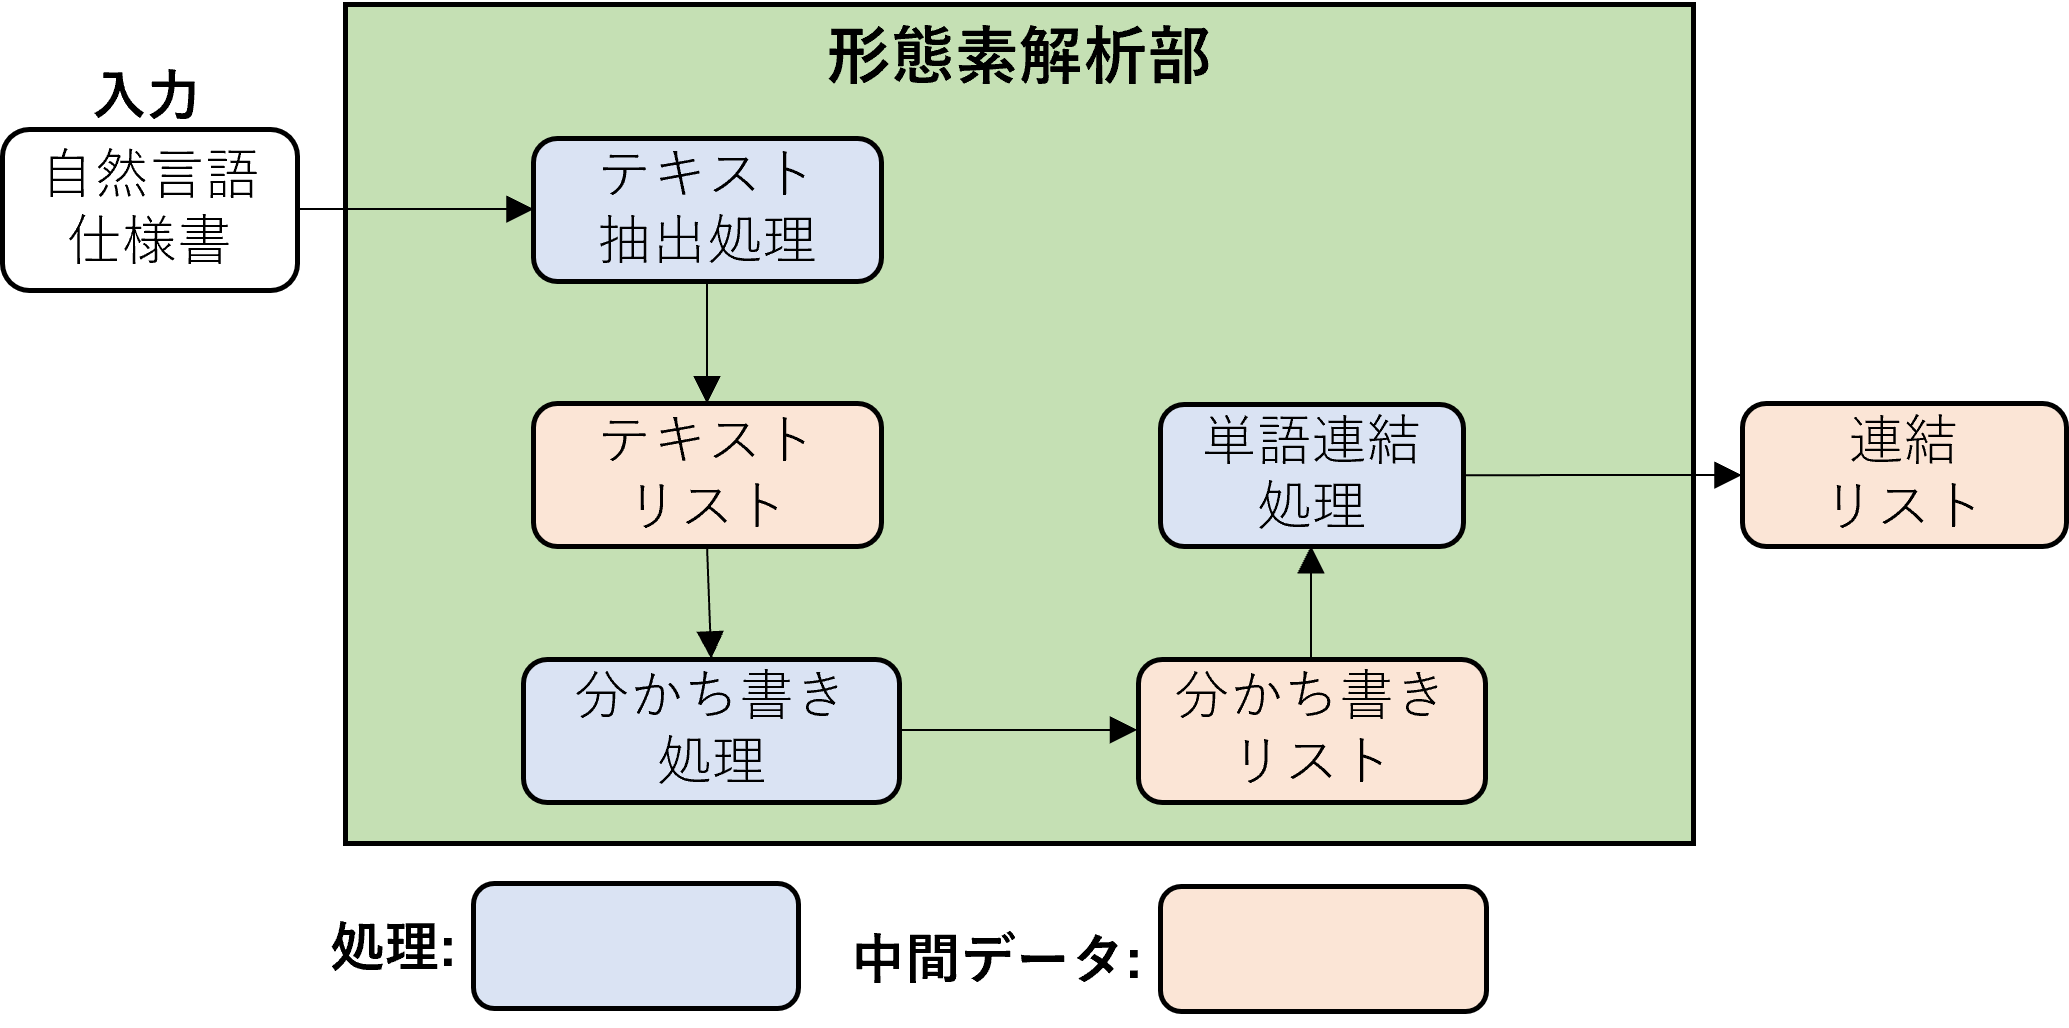 形態素解析部
入力
自然言語
仕様書
テキスト
抽出処理
テキスト
リスト
分かち書き
処理
分かち書き
リスト
単語連結
処理
連結
リスト
処理:
中間データ: